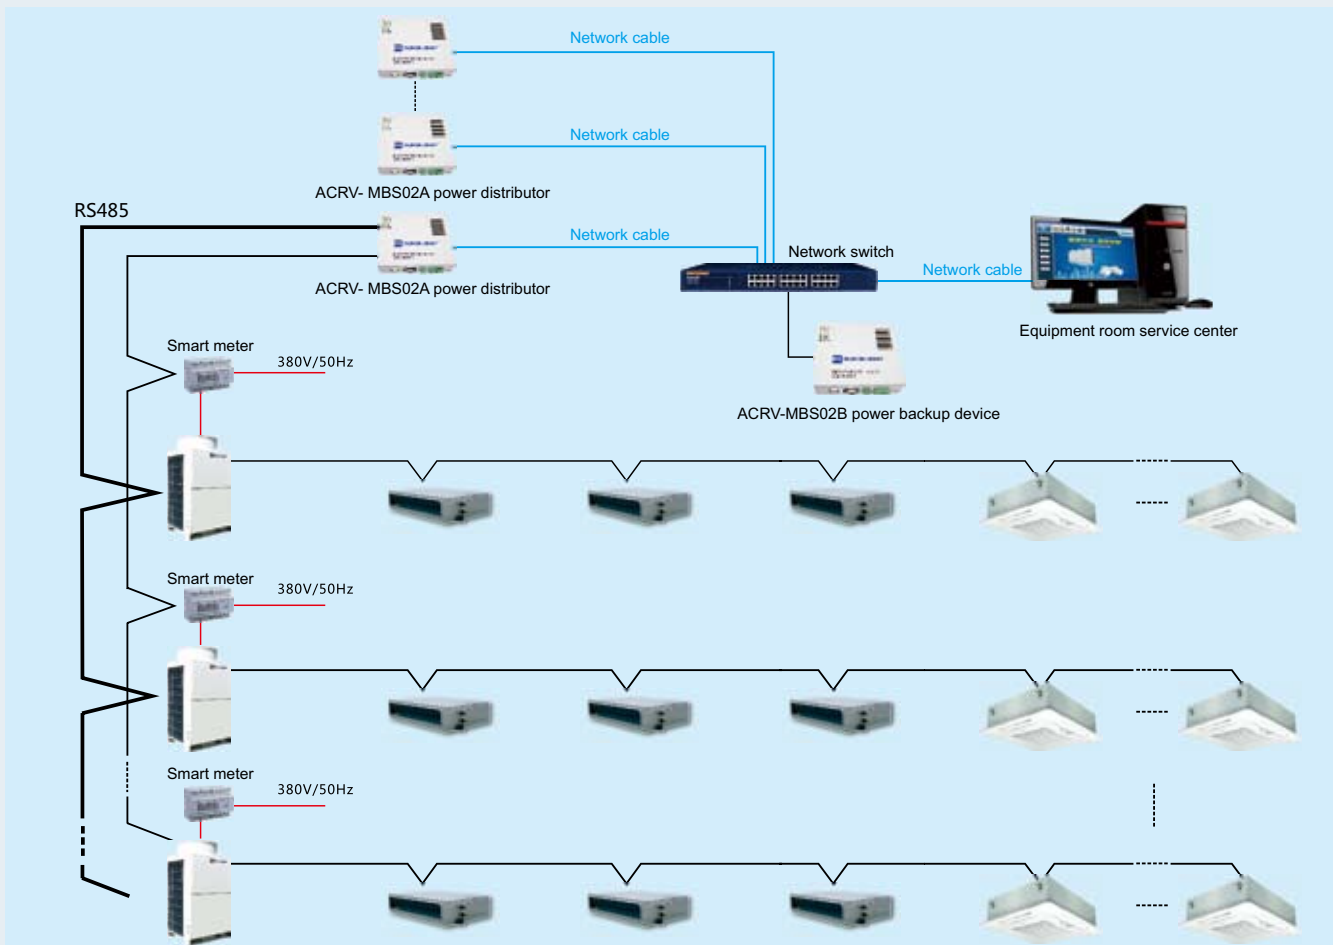 Network cable
Network cable
ACRV- MBS02A power distributor
RS485
Network cable
Network switch
Network cable
ACRV- MBS02A power distributor
Equipment room service center
Smart meter
380V/50Hz
ACRV-MBS02B power backup device
Smart meter
380V/50Hz
Smart meter
380V/50Hz